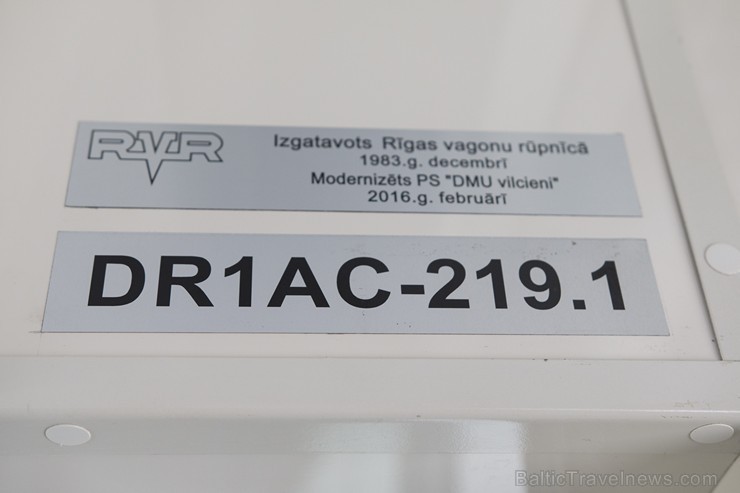 RVR
Izgatavots Rīgas vagonu rūpnīcā
1983.g. decembrī
Modernizēts PS "DMU vilcieni"
2016.g. februārī
DR1AC-219.1
BalticTravelnews.com